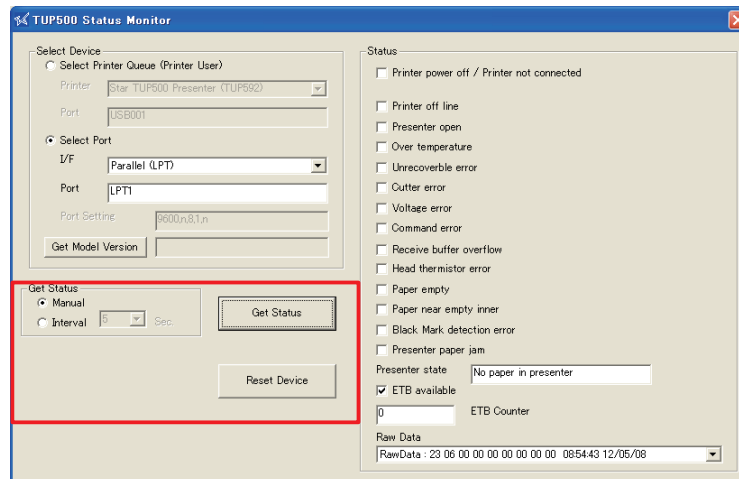 TUP500 Status Monitor
Select Device
Select Printer Queue (Printer User)
Printer Star TUP500 Presenter (TUP592)
Port USB001
Select Port
I/F Parallel (LPT)
Port LPT1
Port Setting 9600,n,8,1,n
Get Model Version
Get Status
Manual
Interval 5 Sec.
Get Status
Reset Device
Status
Printer power off / Printer not connected
Printer off line
Presenter open
Over temperature
Unrecoverble error
Cutter error
Voltage error
Command error
Receive buffer overflow
Head thermistor error
Paper empty
Paper near empty inner
Black Mark detection error
Presenter paper jam
Presenter state No paper in presenter
ETB available
0 ETB Counter
Raw Data
RawData : 23 06 00 00 00 00 00 00 00 08:54:43 12/05/08